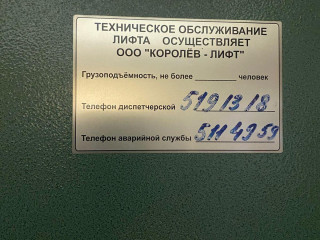 ТЕХНИЧЕСКОЕ ОБСЛУЖИВАНИЕ
ЛИФТА ОСУЩЕСТВЛЯЕТ
ООО "КОРОЛЁВ - ЛИФТ"
Грузоподъёмность, не более ________ человек
Телефон диспетчерской 519 13 18
Телефон аварийной службы 511 49 59